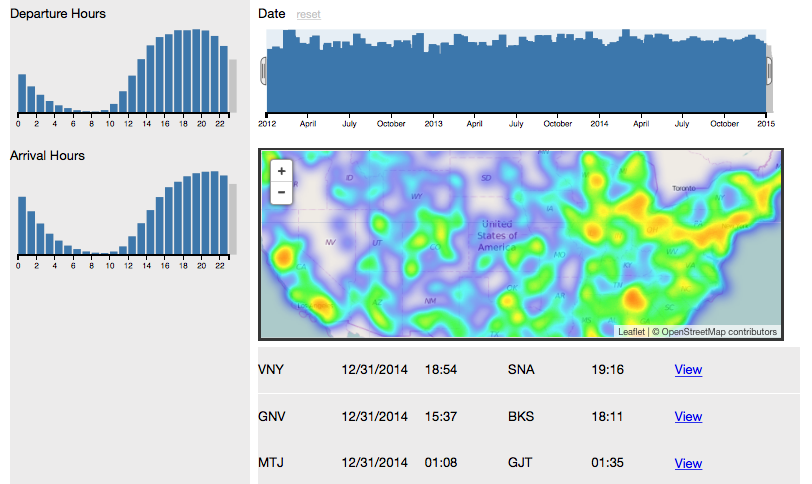 Departure Hours
0 2 4 6 8 10 12 14 16 18 20 22
Arrival Hours
0 2 4 6 8 10 12 14 16 18 20 22
Date reset
2012 April July October 2013 April July October 2014 April July October 2015
+
−
ID
SD
WY
Toronto
NY
IA
United
States of
America
NV
UT
MO
WV
AZ
NM
OK
SC
Leaflet | © OpenStreetMap contributors
VNY 12/31/2014 18:54 SNA 19:16 View
GNV 12/31/2014 15:37 BKS 18:11 View
MTJ 12/31/2014 01:08 GJT 01:35 View